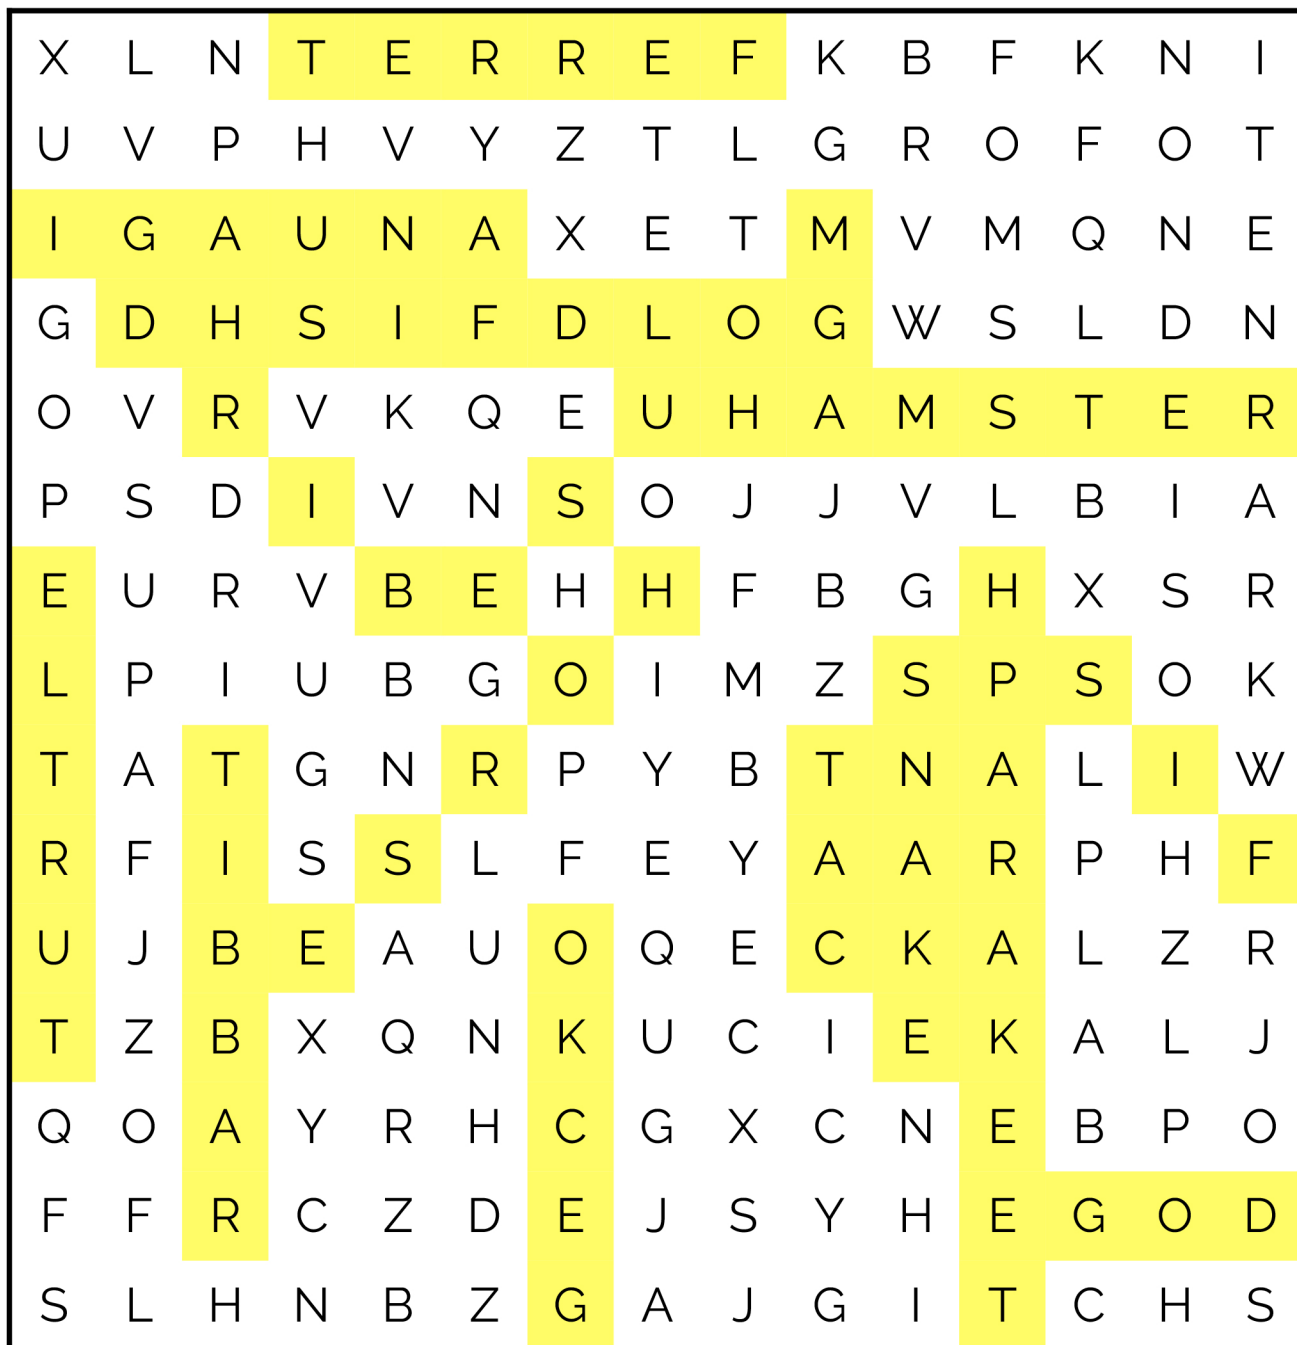 X L N T E R R E F K B F K N I
U V P H V Y Z T L G R O F O T
I G A U N A X E T M V M Q N E
G D H S I F D L O G W S L D N
O V R V K Q E U H A M S T E R
P S D I V N S O J J V L B I A
E U R V B E H H F B G H X S R
L P I U B G O I M Z S P S O K
T A T G N R P Y B T N A L I W
R F I S S L F E Y A A R P H F
U J B E A U O Q E C K A L Z R
T Z B X Q N K U C I E K A L J
Q O A Y R H C G X C N E B P O
F F R C Z D E J S Y H E G O D
S L H N B Z G A J G I T C H S